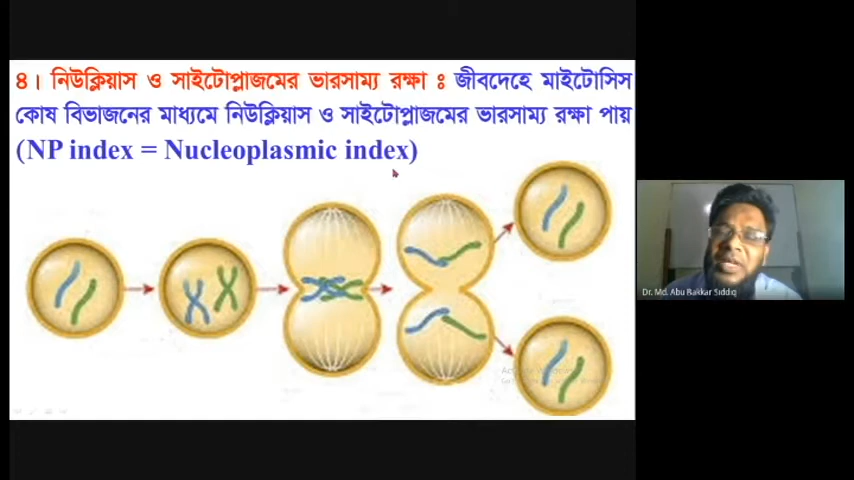 ৪। নিউক্লিয়াস ও সাইটোপ্লাজমের ভারসাম্য রক্ষা ঃ জীবদেহে মাইটোসিস
কোষ বিভাজনের মাধ্যমে নিউক্লিয়াস ও সাইটোপ্লাজমের ভারসাম্য রক্ষা পায়
(NP index = Nucleoplasmic index)
Dr. Md. Abu Bakkar Siddiq